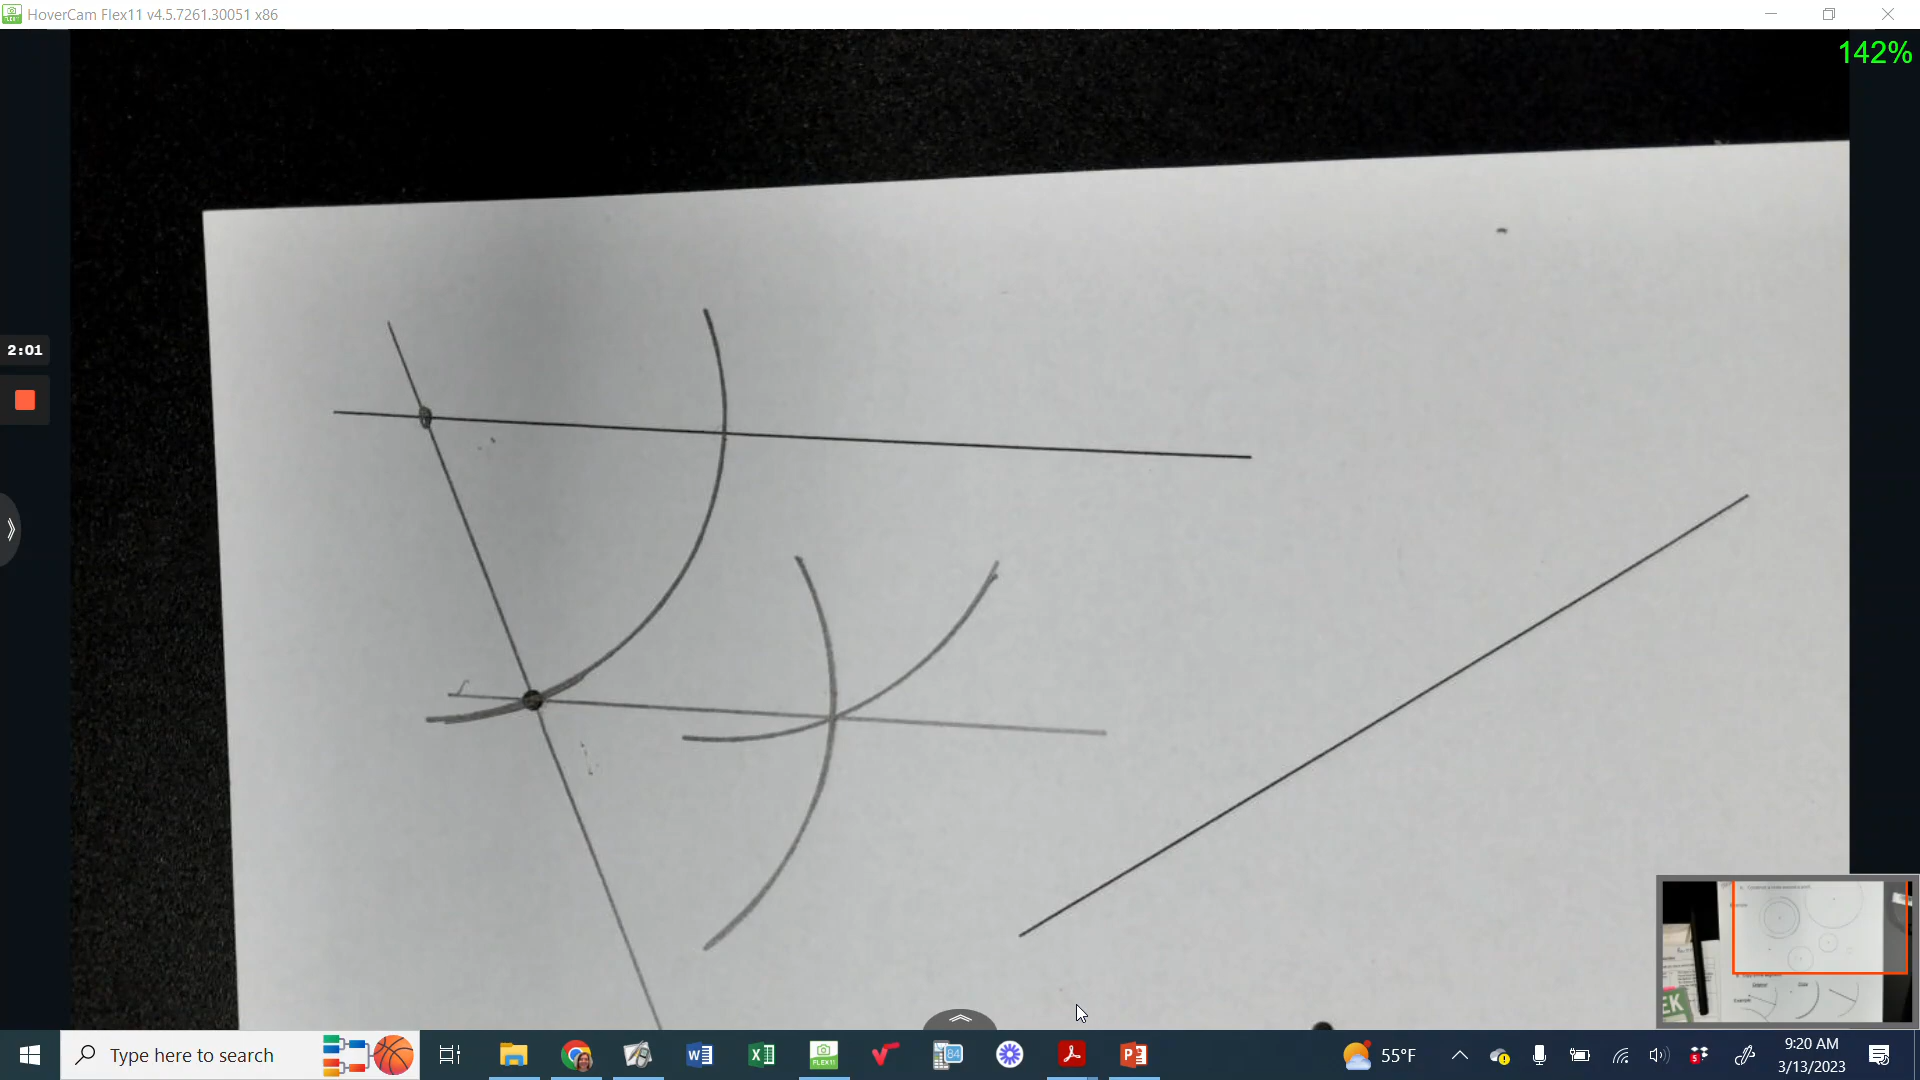 HoverCam Flex11 v4.5.7261.30051 x86
142%
2:01
Type here to search
55°F
9:20 AM
3/13/2023